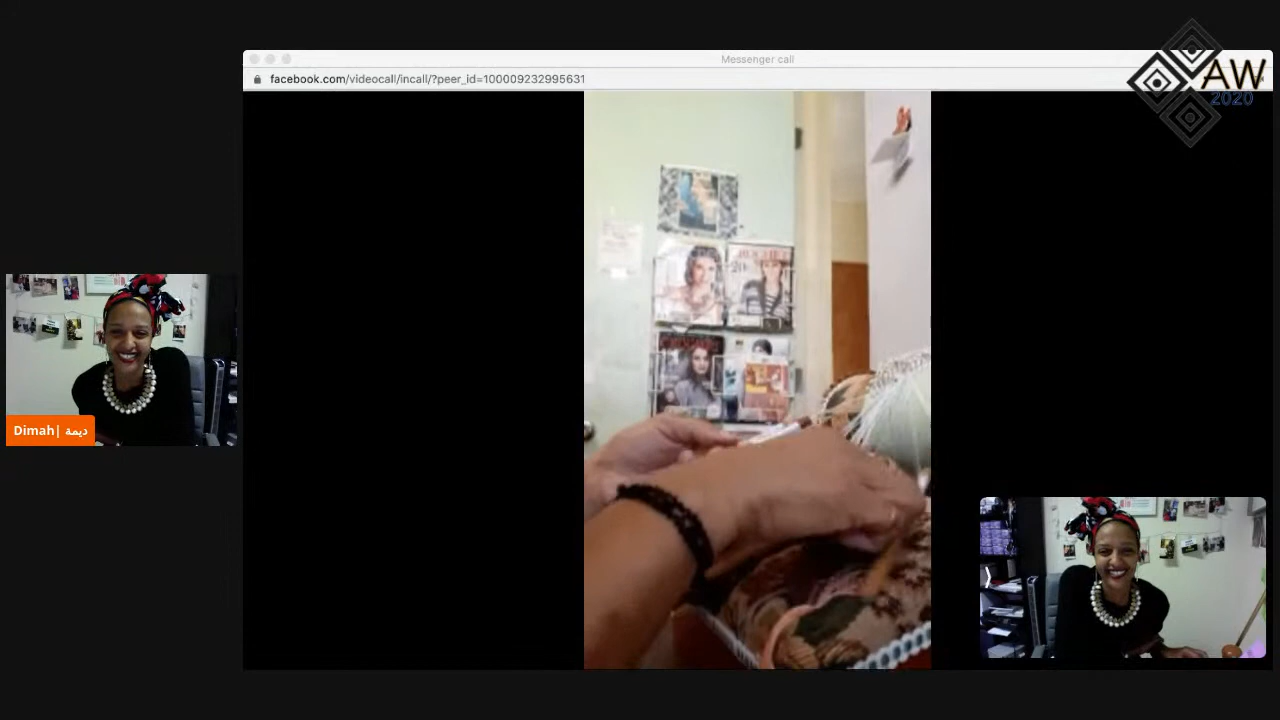 Messenger call
facebook.com/videocall/incall/?peer_id=100009232995631
AW
2020
Dimah| ديمة